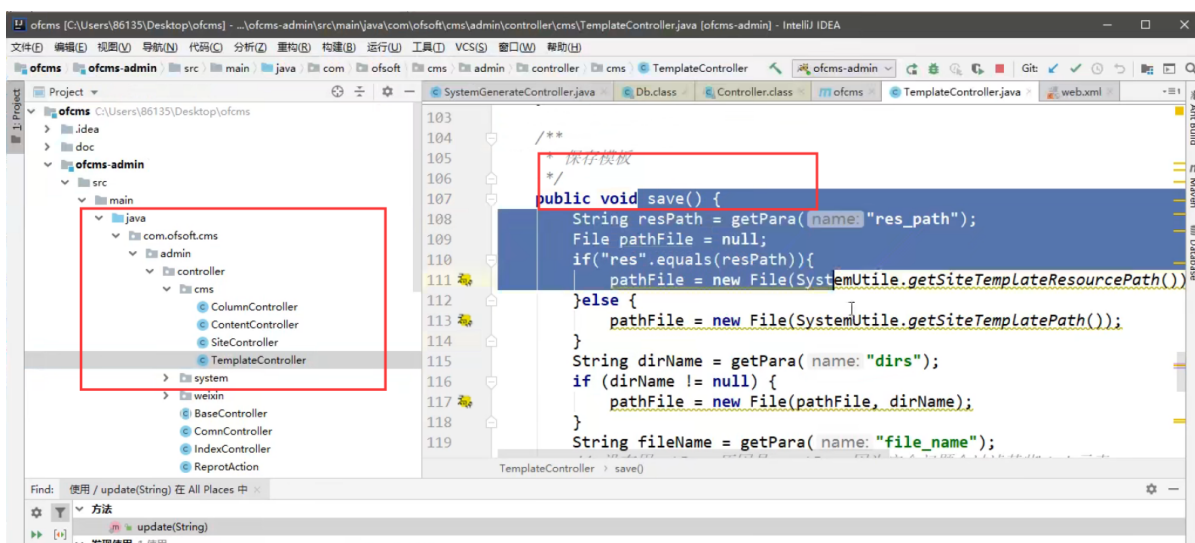 ofcms [C:\Users\86135\Desktop\ofcms] - ...\ofcms-admin\src\main\java\com\ofsoft\cms\admin\controller\cms\TemplateController.java [ofcms-admin] - IntelliJ IDEA
文件(F) 编辑(E) 视图(V) 导航(N) 代码(C) 分析(Z) 重构(R) 构建(B) 运行(U) 工具(T) VCS(S) 窗口(W) 帮助(H)
ofcms ofcms-admin src main java com ofsoft cms admin controller cms TemplateController ofcms-admin Git:
Project
SystemGenerateController.java Db.class Controller.class ofcms TemplateController.java web.xml
1: Project
Ant Build
Maven
Database
ofcms C:\Users\86135\Desktop\ofcms
.idea
doc
ofcms-admin
src
main
java
com.ofsoft.cms
admin
controller
cms
ColumnController
ContentController
SiteController
TemplateController
system
weixin
BaseController
ComnController
IndexController
ReprotAction
103
104 /**
105 * 保存模板
106 */
107 public void save() {
108 String resPath = getPara( name: "res_path");
109 File pathFile = null;
110 if("res".equals(resPath)){
111 pathFile = new File(SystemUtile.getSiteTemplateResourcePath())
112 }else {
113 pathFile = new File(SystemUtile.getSiteTemplatePath());
114 }
115 String dirName = getPara( name: "dirs");
116 if (dirName != null) {
117 pathFile = new File(pathFile, dirName);
118 }
119 String fileName = getPara( name: "file_name");
TemplateController > save()
Find: 使用 / update(String) 在 All Places 中
方法
update(String)